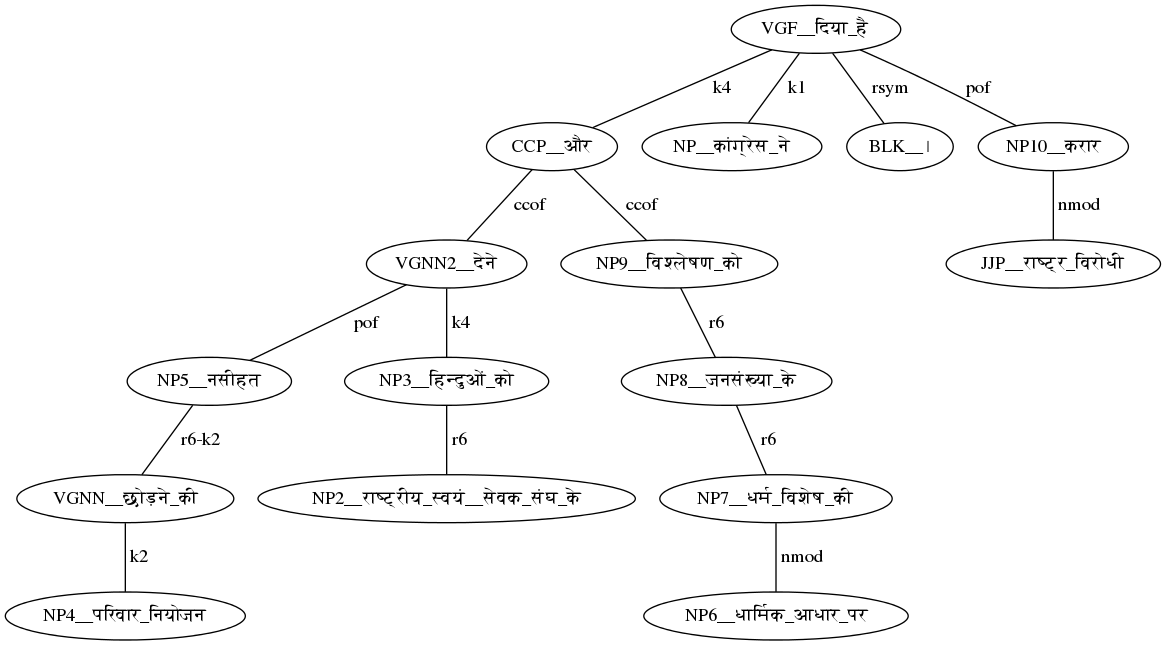 VGF__दिया_है
k4 k1 rsym pof
CCP__और NP__कांग्रेस_ने BLK__। NP10__करार
ccof ccof nmod
VGNN2__देने NP9__विश्लेषण_को JJP__राष्ट्र_विरोधी
pof k4 r6
NP5__नसीहत NP3__हिन्दुओं_को NP8__जनसंख्या_के
r6-k2 r6 r6
VGNN__छोड़ने_की NP2__राष्ट्रीय_स्वयं__सेवक_संघ_के NP7__धर्म_विशेष_की
k2 nmod
NP4__परिवार_नियोजन NP6__धार्मिक_आधार_पर